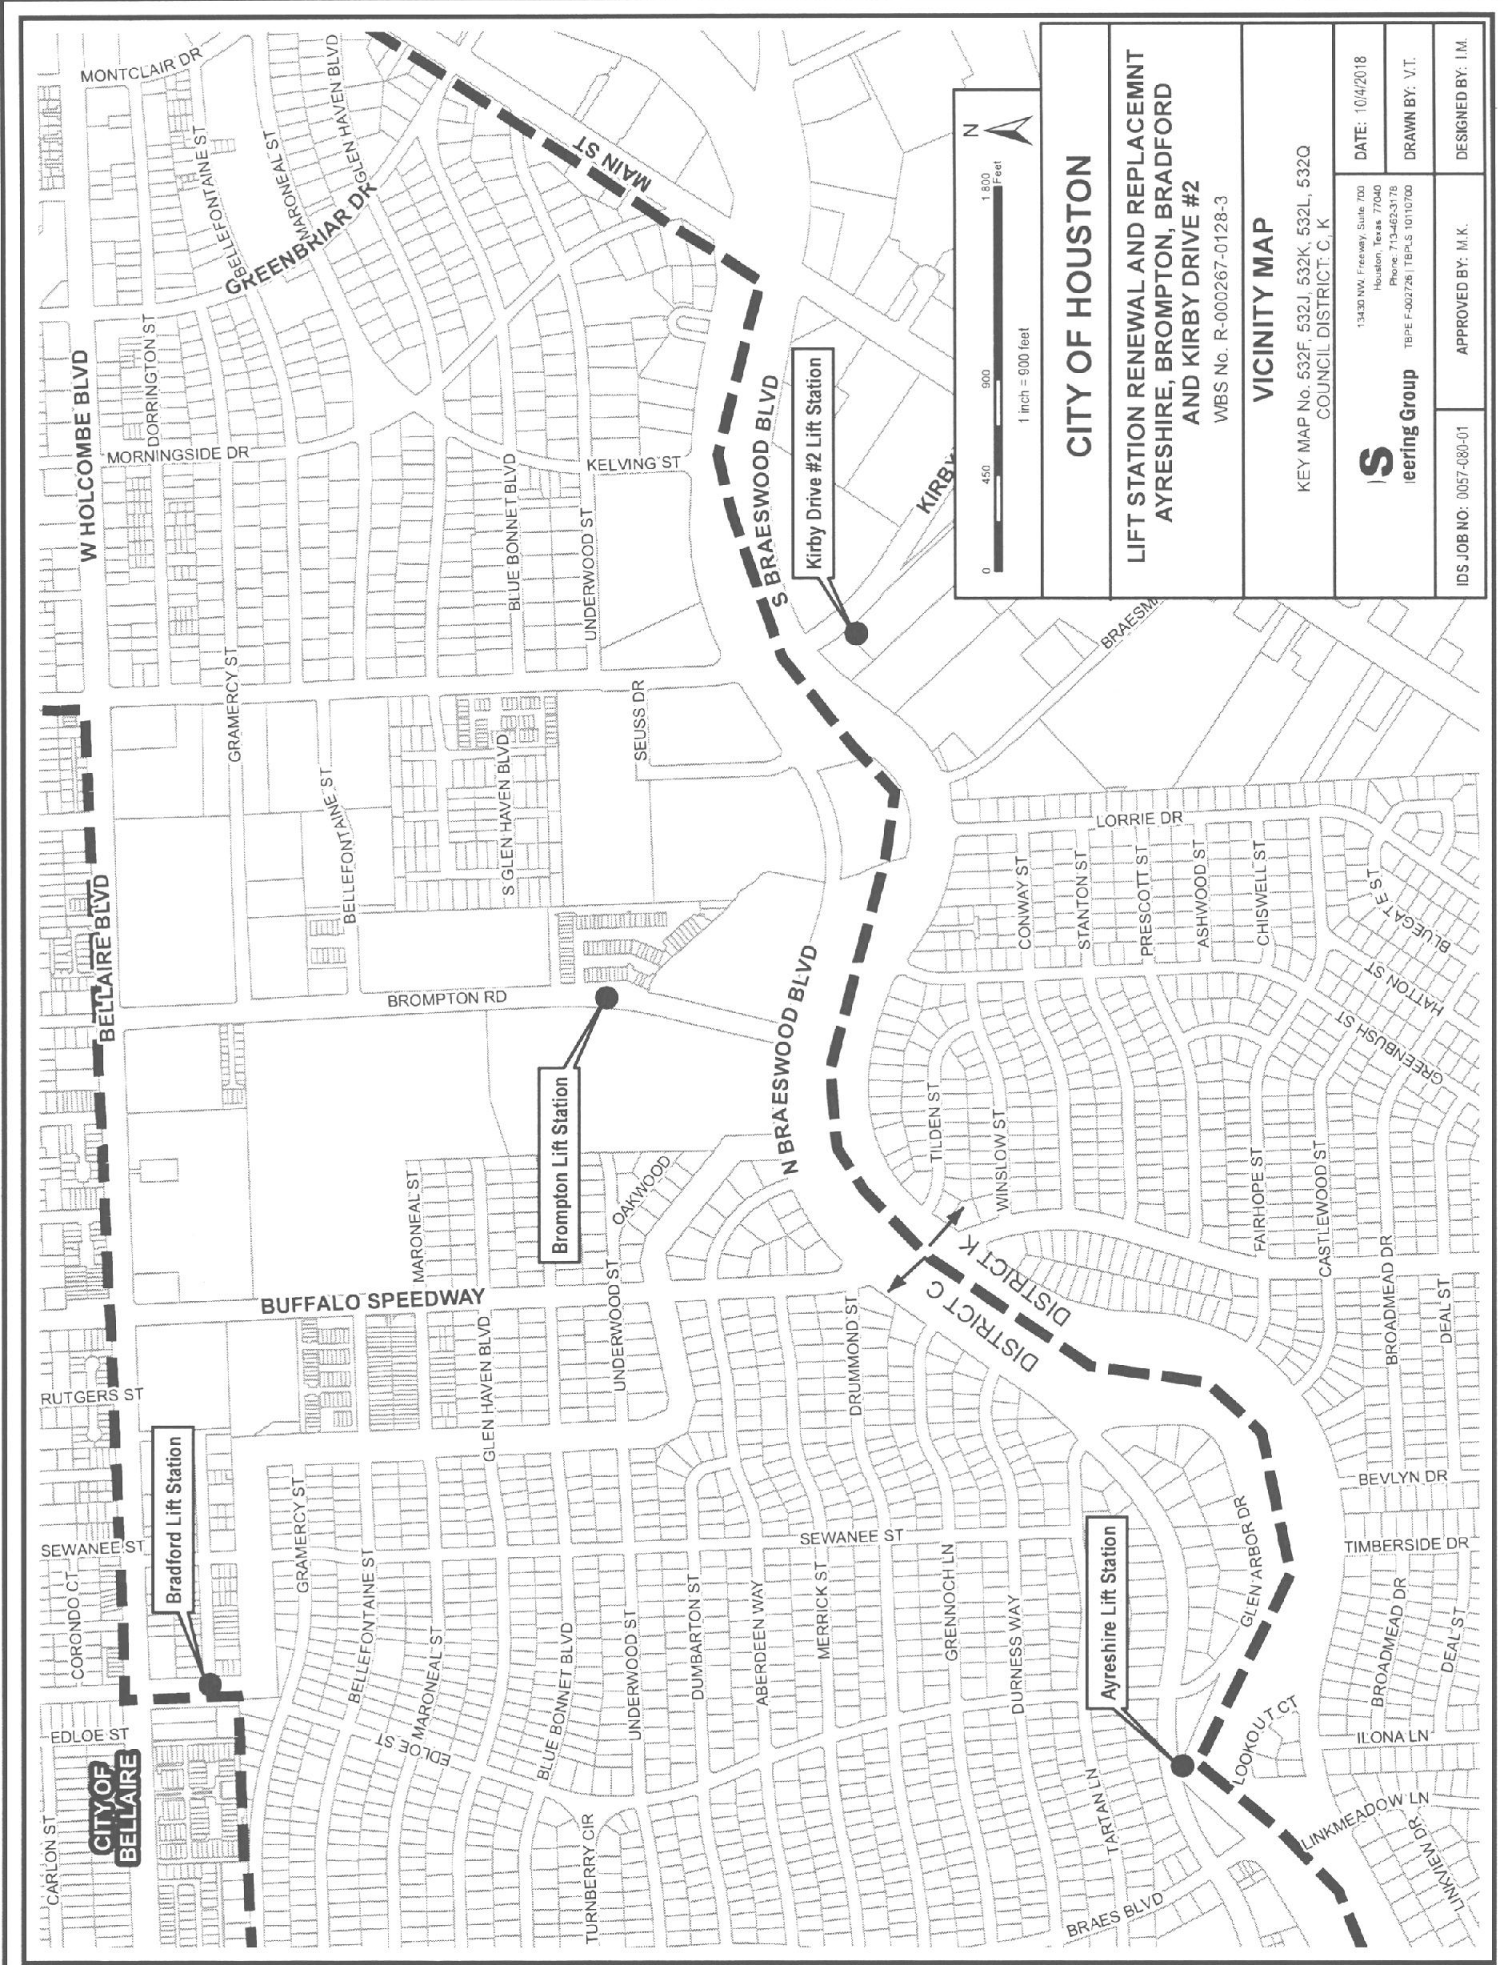 CITY OF HOUSTON
LIFT STATION RENEWAL AND REPLACEMNT
AYRESHIRE, BROMPTON, BRADFORD
AND KIRBY DRIVE #2
WBS No. R-000267-0128-3
VICINITY MAP
KEY MAP No. 532F, 532J, 532K, 532L, 532Q
COUNCIL DISTRICT: C, K
S
eering Group
13430 NW. Freeway, Suite 700
Houston, Texas 77040
Phone: 713-462-3178
TBPE F-002726 | TBPLS 10110700
DATE: 10/4/2018
DRAWN BY: V.T.
IDS JOB NO: 0057-080-01
APPROVED BY: M.K.
DESIGNED BY: I.M.
N
0
450
900
1,800
Feet
1 inch = 900 feet
CARLON ST
EDLOE ST
CORONDO CT
SEWANEE ST
RUTGERS ST
CITY OF
BELLAIRE
BELLAIRE BLVD
W HOLCOMBE BLVD
MONTCLAIR DR
Bradford Lift Station
DORRINGTON ST
MORNINGSIDE DR
BELLEFONTAINE ST
MARONEAL ST
GLEN HAVEN BLVD
GREENBRIAR DR
GRAMERCY ST
GRAMERCY ST
BELLEFONTAINE ST
BELLEFONTAINE ST
MARONEAL ST
MARONEAL ST
EDLOE ST
BUFFALO SPEEDWAY
BROMPTON RD
GLEN HAVEN BLVD
S GLEN HAVEN BLVD
BLUE BONNET BLVD
BLUE BONNET BLVD
Brompton Lift Station
TURNBERRY CIR
UNDERWOOD ST
UNDERWOOD ST
UNDERWOOD ST
OAKWOOD
SEUSS DR
KELVING ST
MAIN ST
DUMBARTON ST
ABERDEEN WAY
MERRICK ST
SEWANEE ST
DRUMMOND ST
N BRAESWOOD BLVD
S BRAESWOOD BLVD
Kirby Drive #2 Lift Station
KIRBY
BRAESM
GRENNOCH LN
DURNESS WAY
DISTRICT C
DISTRICT K
TILDEN ST
WINSLOW ST
CONWAY ST
STANTON ST
PRESCOTT ST
ASHWOOD ST
CHISWELL ST
LORRIE DR
BLUEGATE ST
HATTON ST
GREENBUSH ST
FAIRHOPE ST
CASTLEWOOD ST
BROADMEAD DR
DEAL ST
BEVLYN DR
TIMBERSIDE DR
BROADMEAD DR
DEAL ST
ILONA LN
Ayreshire Lift Station
GLEN ARBOR DR
LOOKOUT CT
LINKMEADOW LN
LINKVIEW DR
TARTAN LN
BRAES BLVD